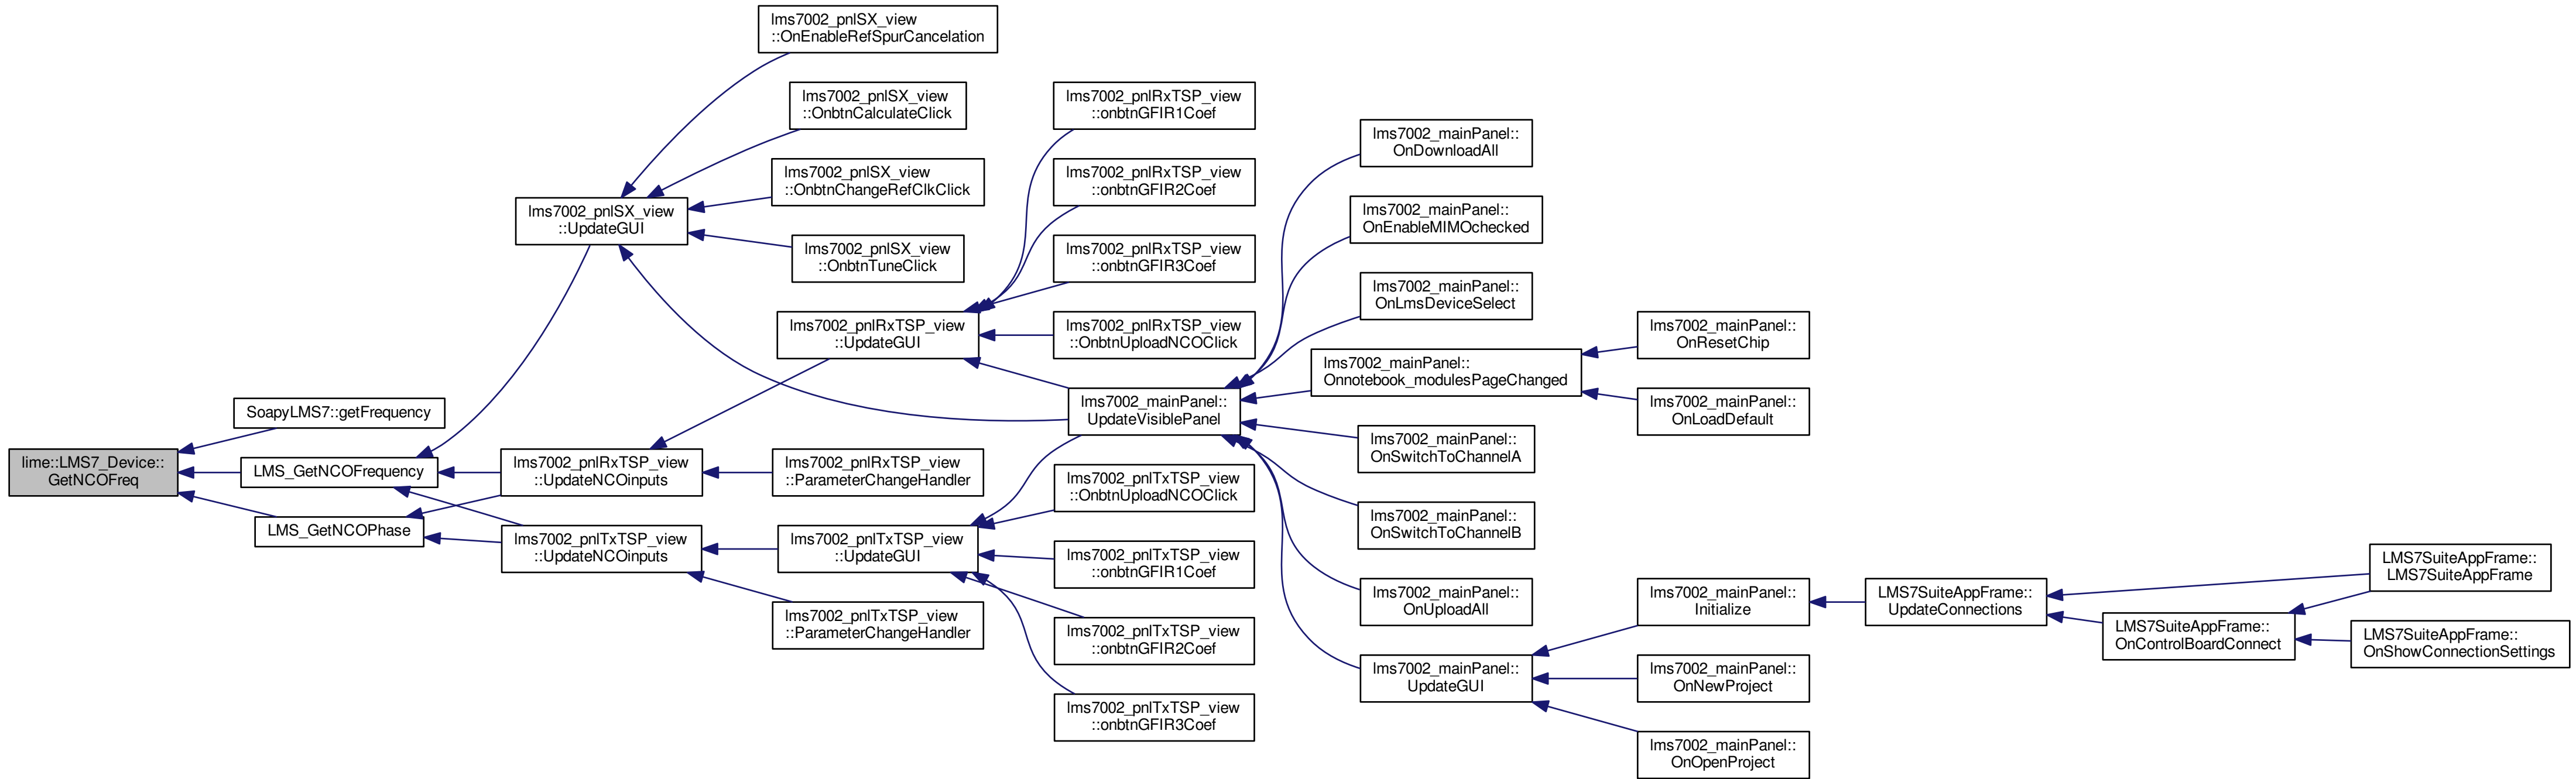 lms7002_pnlSX_view
::OnEnableRefSpurCancelation
lms7002_pnlSX_view
::OnbtnCalculateClick
lms7002_pnlSX_view
::OnbtnChangeRefClkClick
lms7002_pnlSX_view
::UpdateGUI
lms7002_pnlSX_view
::OnbtnTuneClick
lms7002_pnlRxTSP_view
::onbtnGFIR1Coef
lms7002_pnlRxTSP_view
::onbtnGFIR2Coef
lms7002_pnlRxTSP_view
::onbtnGFIR3Coef
lms7002_pnlRxTSP_view
::UpdateGUI
lms7002_pnlRxTSP_view
::OnbtnUploadNCOClick
lms7002_mainPanel::
OnDownloadAll
lms7002_mainPanel::
OnEnableMIMOchecked
lms7002_mainPanel::
OnLmsDeviceSelect
lms7002_mainPanel::
Onnotebook_modulesPageChanged
lms7002_mainPanel::
OnResetChip
lms7002_mainPanel::
OnLoadDefault
lms7002_mainPanel::
UpdateVisiblePanel
lms7002_mainPanel::
OnSwitchToChannelA
lms7002_mainPanel::
OnSwitchToChannelB
lms7002_mainPanel::
OnUploadAll
lms7002_mainPanel::
UpdateGUI
SoapyLMS7::getFrequency
lime::LMS7_Device::
GetNCOFreq
LMS_GetNCOFrequency
LMS_GetNCOPhase
lms7002_pnlRxTSP_view
::UpdateNCOinputs
lms7002_pnlRxTSP_view
::ParameterChangeHandler
lms7002_pnlTxTSP_view
::UpdateNCOinputs
lms7002_pnlTxTSP_view
::UpdateGUI
lms7002_pnlTxTSP_view
::ParameterChangeHandler
lms7002_pnlTxTSP_view
::OnbtnUploadNCOClick
lms7002_pnlTxTSP_view
::onbtnGFIR1Coef
lms7002_pnlTxTSP_view
::onbtnGFIR2Coef
lms7002_pnlTxTSP_view
::onbtnGFIR3Coef
lms7002_mainPanel::
Initialize
lms7002_mainPanel::
OnNewProject
lms7002_mainPanel::
OnOpenProject
LMS7SuiteAppFrame::
UpdateConnections
LMS7SuiteAppFrame::
OnControlBoardConnect
LMS7SuiteAppFrame::
LMS7SuiteAppFrame
LMS7SuiteAppFrame::
OnShowConnectionSettings